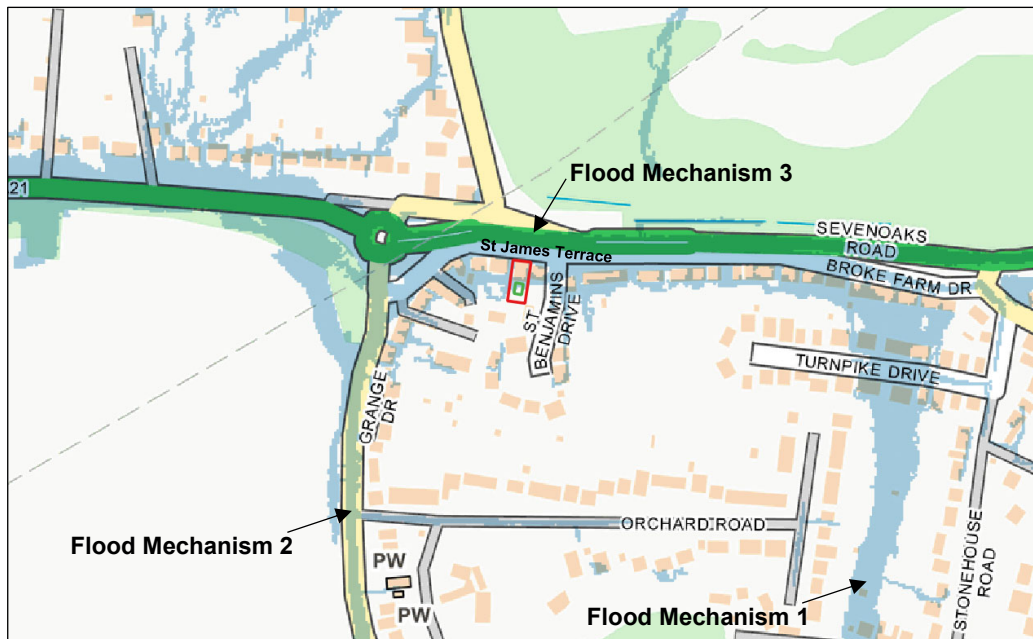 Flood Mechanism 3
21
SEVENOAKS
ROAD
St James Terrace
BROKE FARM DR
ST
BENJAMINS
DRIVE
TURNPIKE DRIVE
GRANGE
DR
ORCHARD ROAD
Flood Mechanism 2
PW
PW
STONEHOUSE
ROAD
Flood Mechanism 1